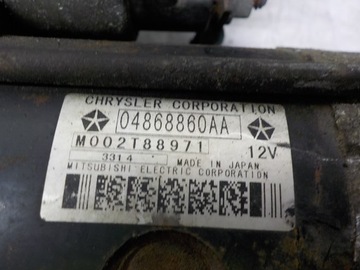 CHRYSLER CORPORATION
04868860AA
M002T88971
12V
3314 MADE IN JAPAN
MITSUBISHI ELECTRIC CORPORATION